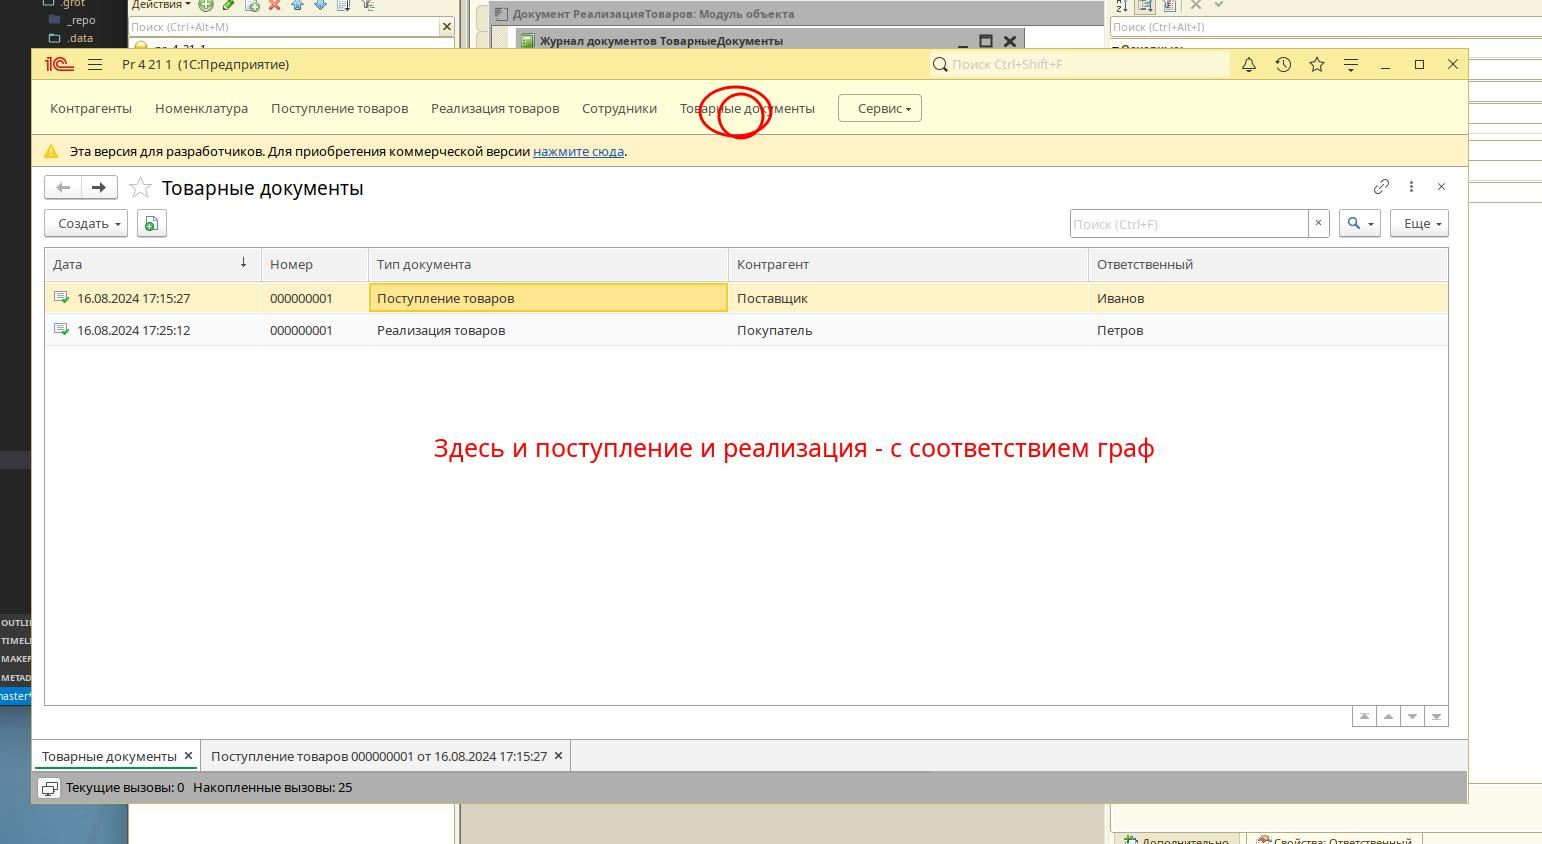 .grot
_repo
.data
Действия
Поиск (Ctrl+Alt+M)
Документ РеализацияТоваров: Модуль объекта
Журнал документов ТоварныеДокументы
Поиск (Ctrl+Alt+I)
Pr 4 21 1 (1С:Предприятие)
Поиск Ctrl+Shift+F
Контрагенты
Номенклатура
Поступление товаров
Реализация товаров
Сотрудники
Товарные документы
Сервис
Эта версия для разработчиков. Для приобретения коммерческой версии нажмите сюда.
Товарные документы
Создать
Поиск (Ctrl+F)
Еще
Дата Номер Тип документа Контрагент Ответственный
16.08.2024 17:15:27 000000001 Поступление товаров Поставщик Иванов
16.08.2024 17:25:12 000000001 Реализация товаров Покупатель Петров
Здесь и поступление и реализация - с соответствием граф
OUTLI
TIMELI
MAKEF
METAD
master*
Товарные документы
Поступление товаров 000000001 от 16.08.2024 17:15:27
Текущие вызовы: 0 Накопленные вызовы: 25
Дополнительно
Свойства: Ответственный